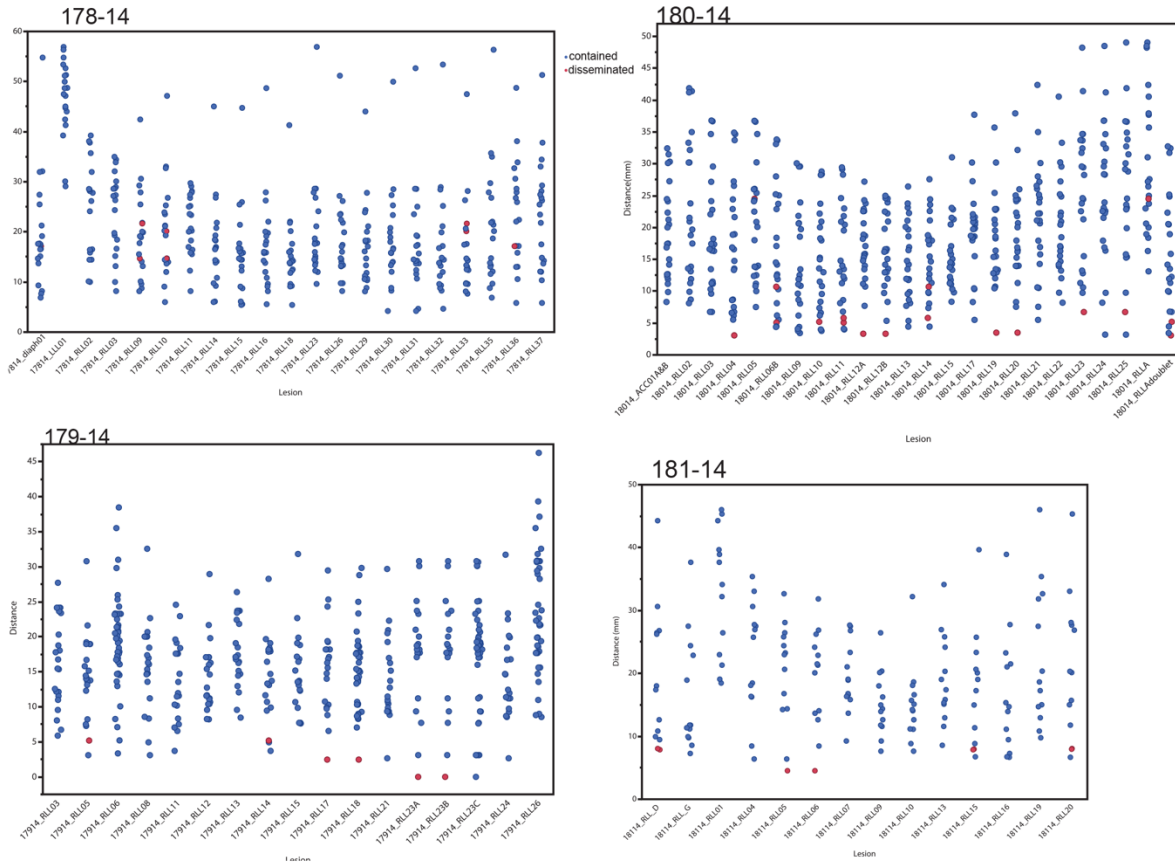 178-14
60
50
40
30
20
10
0
17814_diaph01
17814_LLL01
17814_RLL02
17814_RLL03
17814_RLL09
17814_RLL10
17814_RLL11
17814_RLL14
17814_RLL15
17814_RLL16
17814_RLL18
17814_RLL23
17814_RLL26
17814_RLL29
17814_RLL30
17814_RLL31
17814_RLL32
17814_RLL33
17814_RLL35
17814_RLL36
17814_RLL37
Lesion
contained
disseminated
180-14
Distance(mm)
50
45
40
35
30
25
20
15
10
5
0
18014_ACC01A&B
18014_RLL02
18014_RLL03
18014_RLL04
18014_RLL05
18014_RLL06B
18014_RLL09
18014_RLL10
18014_RLL11
18014_RLL12A
18014_RLL12B
18014_RLL13
18014_RLL14
18014_RLL15
18014_RLL17
18014_RLL19
18014_RLL20
18014_RLL21
18014_RLL22
18014_RLL23
18014_RLL24
18014_RLL25
18014_RLLA
18014_RLLAdoublet
Lesion
179-14
Distance
45
40
35
30
25
20
15
10
5
0
17914_RLL03
17914_RLL05
17914_RLL06
17914_RLL08
17914_RLL11
17914_RLL12
17914_RLL13
17914_RLL14
17914_RLL15
17914_RLL17
17914_RLL18
17914_RLL21
17914_RLL23A
17914_RLL23B
17914_RLL23C
17914_RLL24
17914_RLL26
Lesion
181-14
Distance (mm)
50
40
30
20
10
0
18114_RLL_D
18114_RLL_G
18114_RLL01
18114_RLL04
18114_RLL05
18114_RLL06
18114_RLL07
18114_RLL09
18114_RLL10
18114_RLL13
18114_RLL15
18114_RLL16
18114_RLL19
18114_RLL20
Lesion